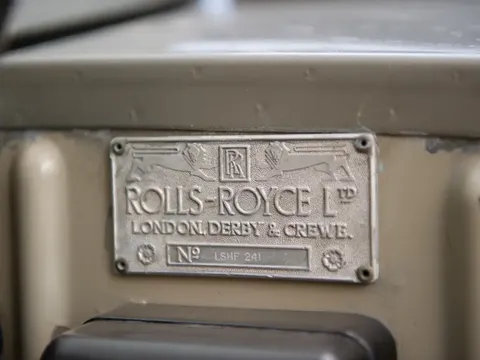 RR
ROLLS-ROYCE LTD
LONDON, DERBY & CREWE.
No LSHF 241